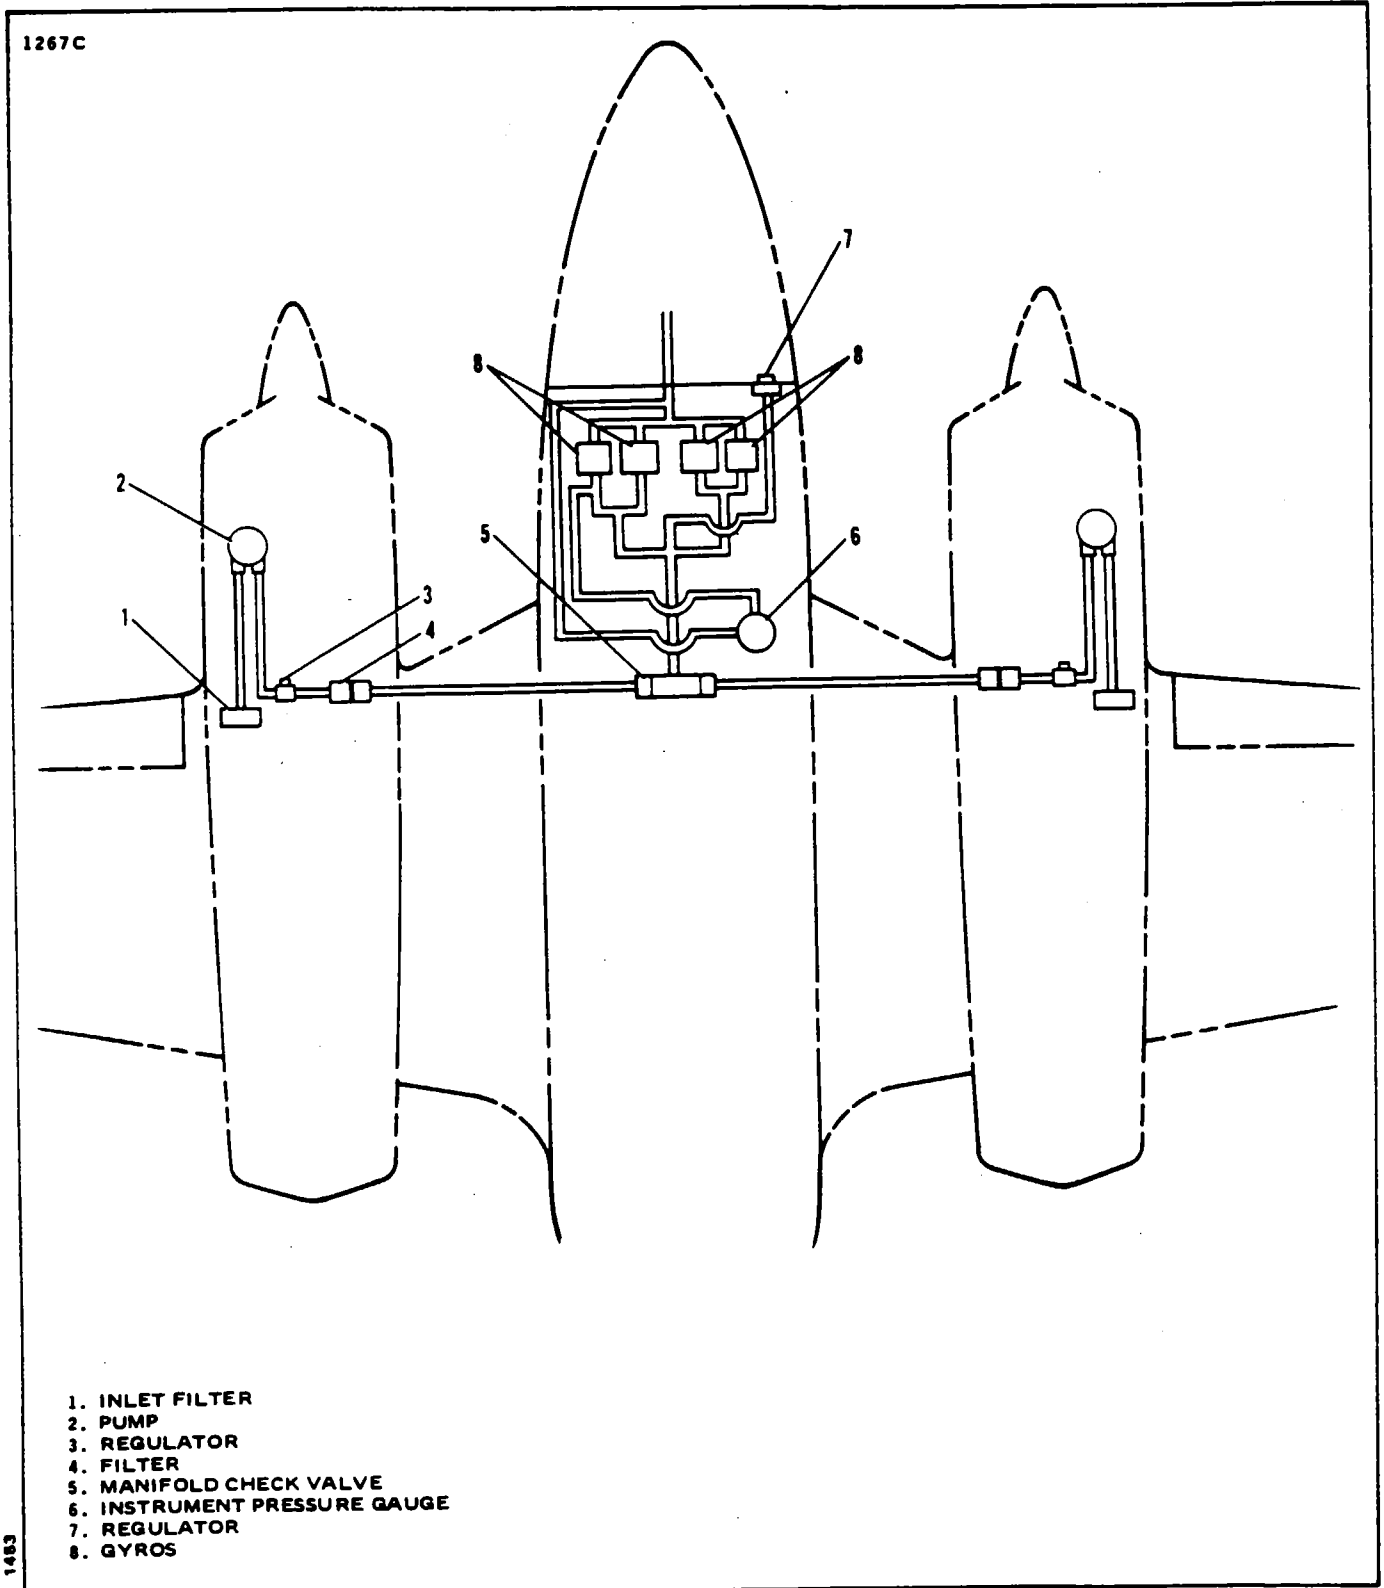 1267C
7
8
8
2
5
6
3
1
4
1. INLET FILTER
2. PUMP
3. REGULATOR
4. FILTER
5. MANIFOLD CHECK VALVE
6. INSTRUMENT PRESSURE GAUGE
7. REGULATOR
8. GYROS
1483